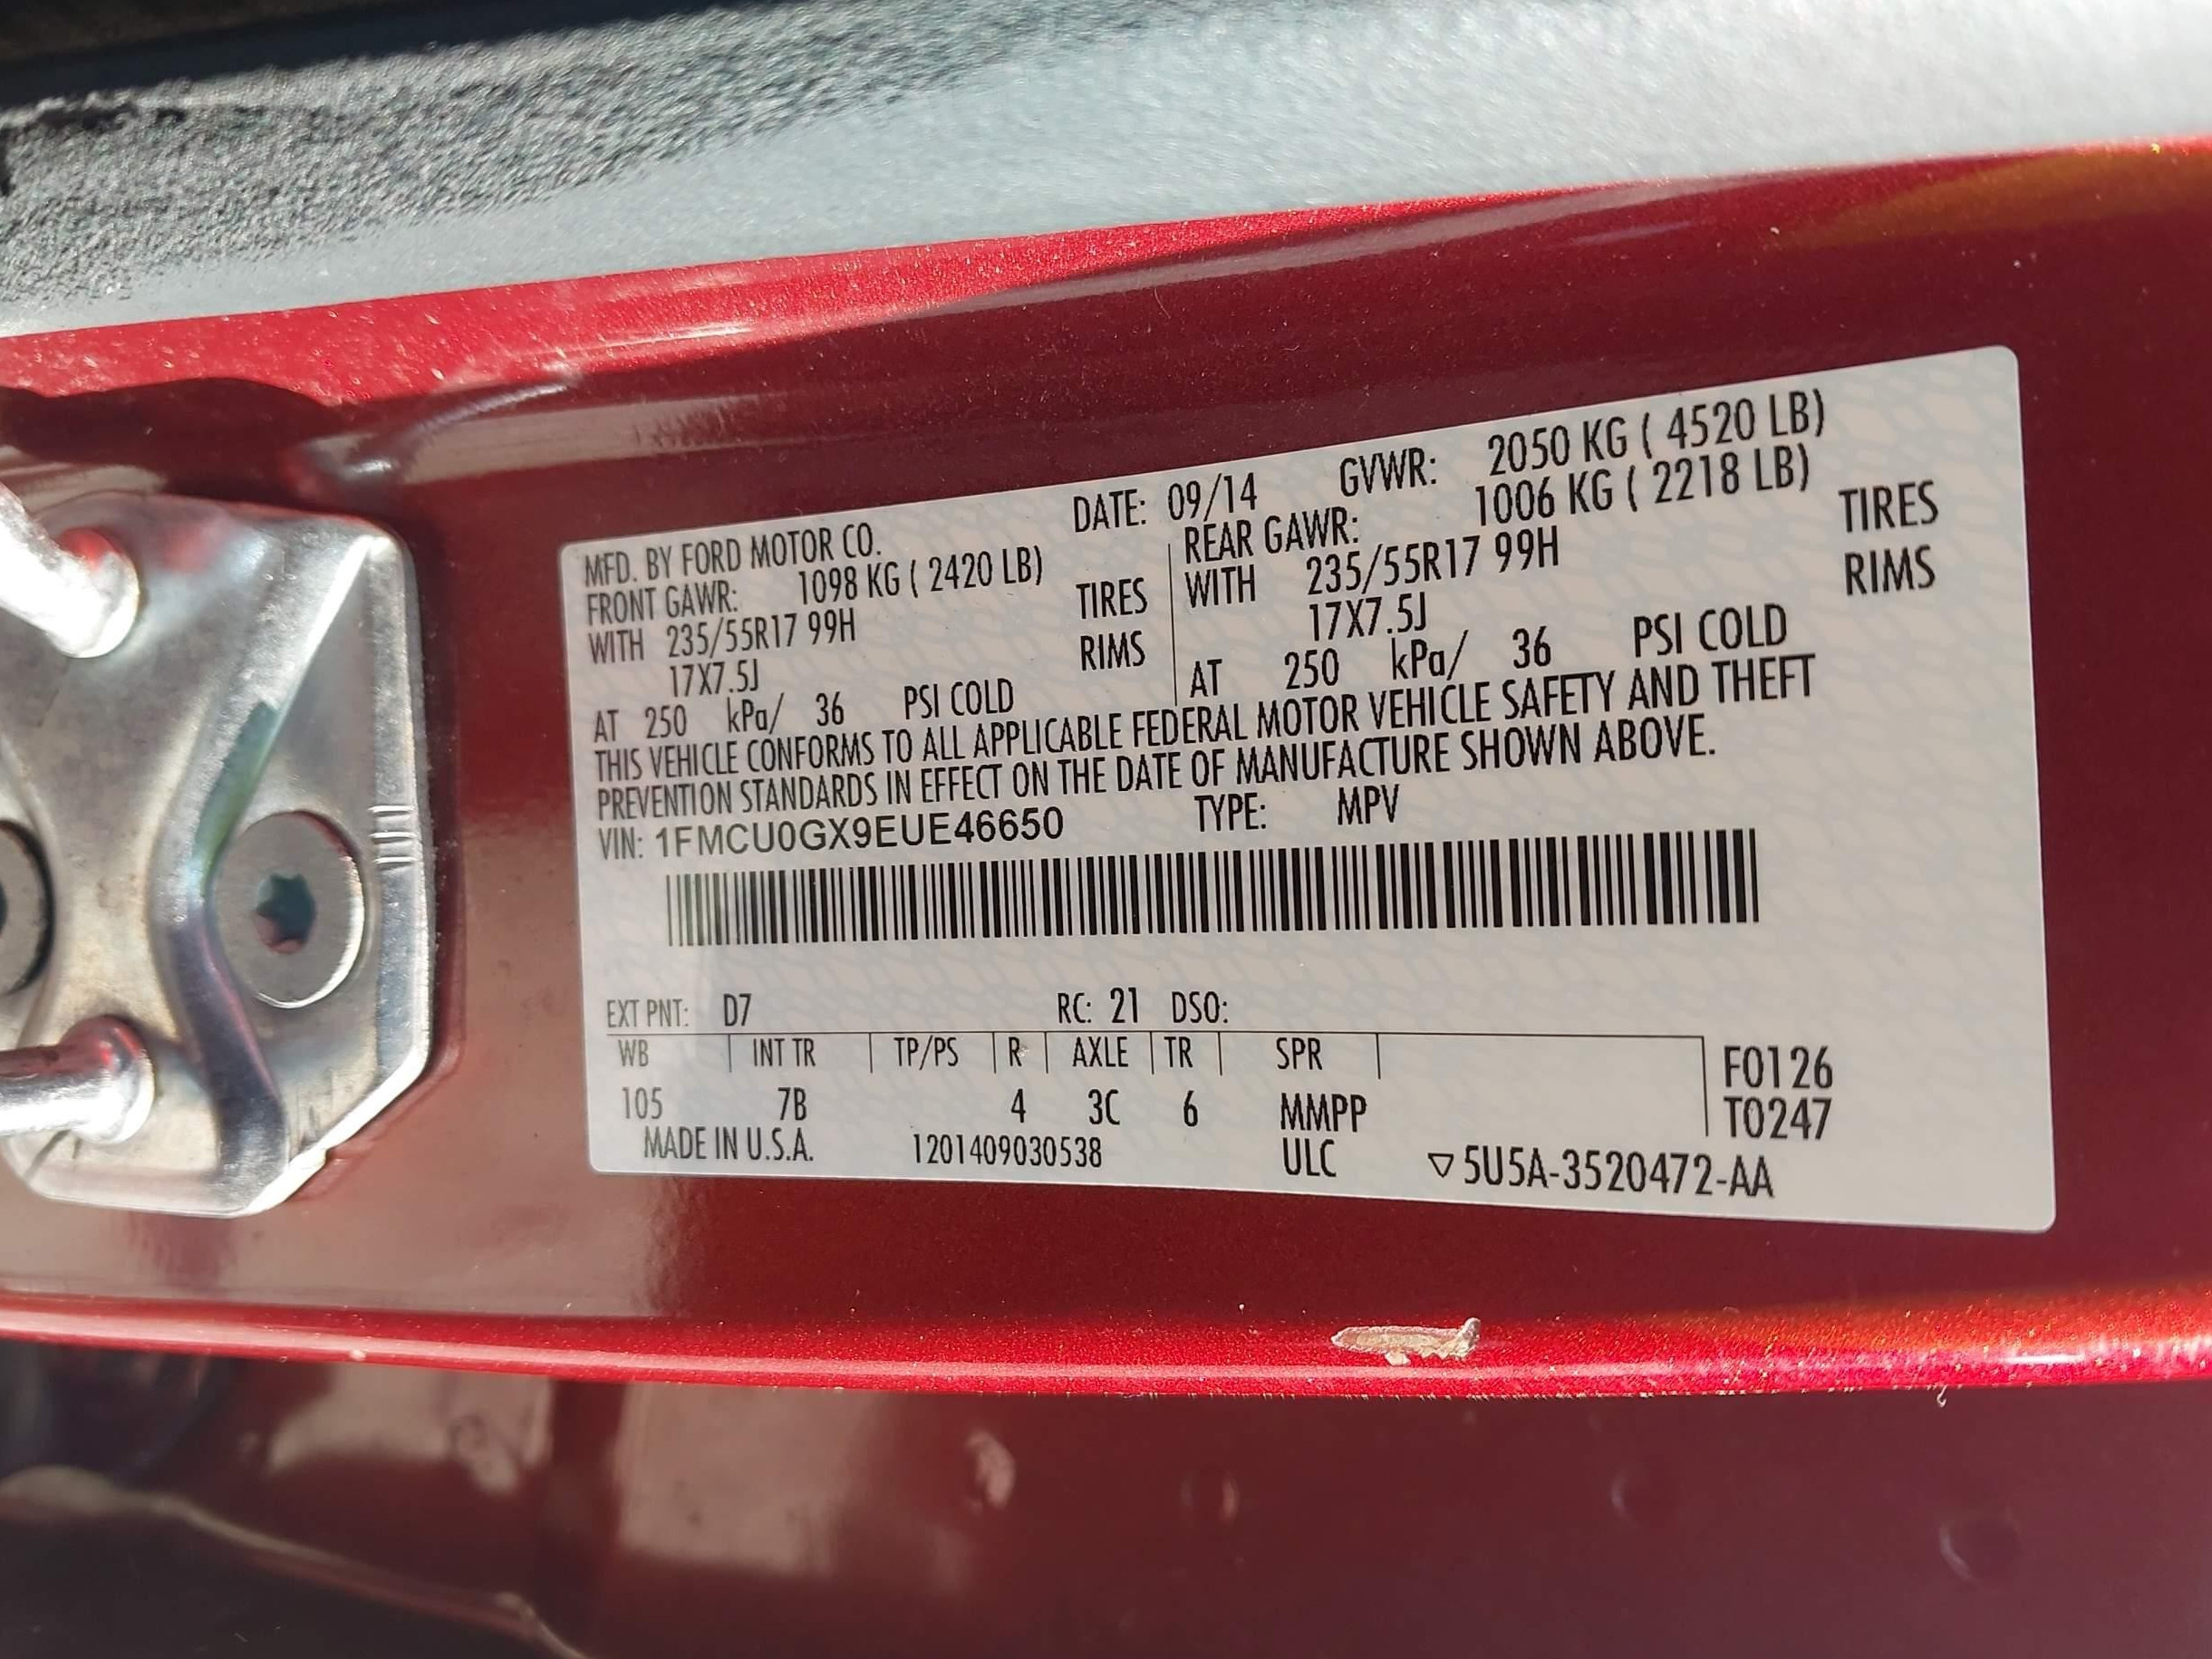 MFD. BY FORD MOTOR CO. DATE: 09/14 GVWR: 2050 KG ( 4520 LB)
FRONT GAWR: 1098 KG ( 2420 LB) REAR GAWR: 1006 KG ( 2218 LB)
WITH 235/55R17 99H TIRES WITH 235/55R17 99H TIRES
17X7.5J RIMS 17X7.5J RIMS
AT 250 kPa/ 36 PSI COLD AT 250 kPa/ 36 PSI COLD
THIS VEHICLE CONFORMS TO ALL APPLICABLE FEDERAL MOTOR VEHICLE SAFETY AND THEFT
PREVENTION STANDARDS IN EFFECT ON THE DATE OF MANUFACTURE SHOWN ABOVE.
VIN: 1FMCU0GX9EUE46650 TYPE: MPV
EXT PNT: D7 RC: 21 DSO:
WB INT TR TP/PS R AXLE TR SPR F0126
105 7B 4 3C 6 MMPP T0247
MADE IN U.S.A. 1201409030538 ULC ▽5U5A-3520472-AA